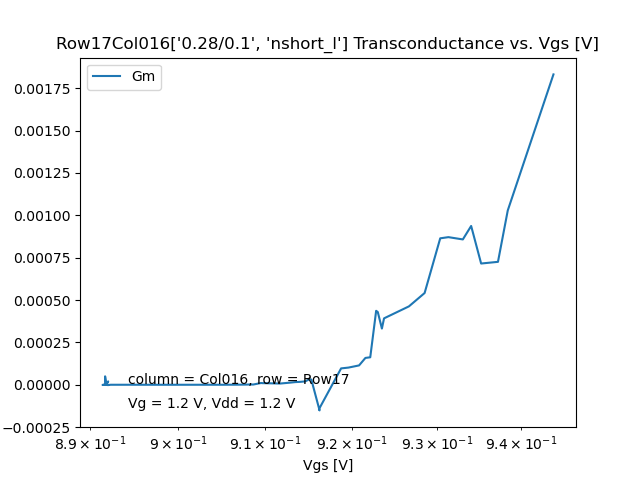 Row17Col016['0.28/0.1', 'nshort_l'] Transconductance vs. Vgs [V]
Gm
0.00175
0.00150
0.00125
0.00100
0.00075
0.00050
0.00025
0.00000
−0.00025
column = Col016, row = Row17
Vg = 1.2 V, Vdd = 1.2 V
8.9 × 10⁻¹ 9 × 10⁻¹ 9.1 × 10⁻¹ 9.2 × 10⁻¹ 9.3 × 10⁻¹ 9.4 × 10⁻¹
Vgs [V]